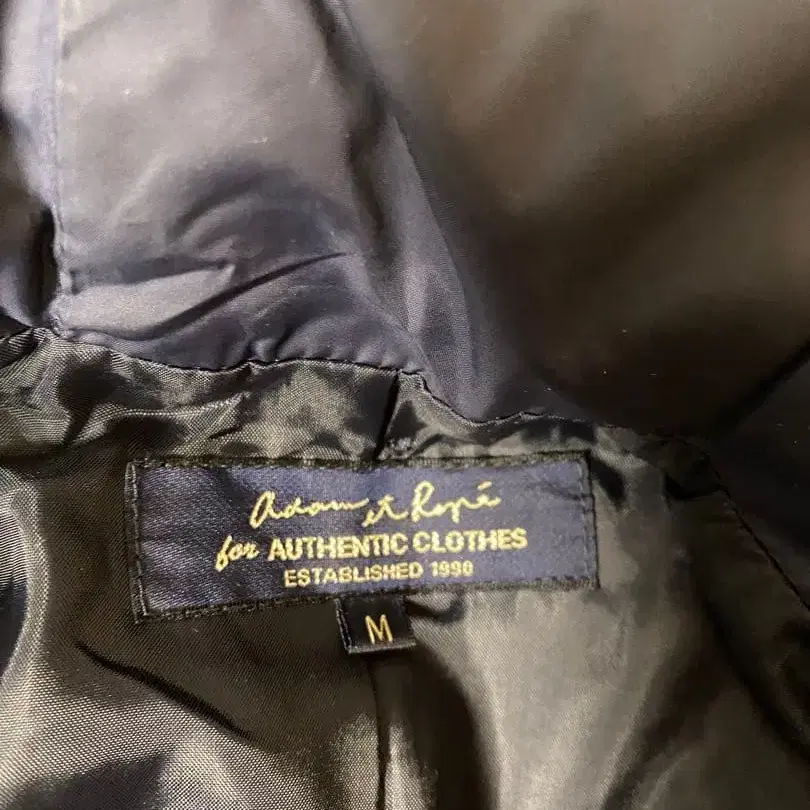 Adam et Ropé
for AUTHENTIC CLOTHES
ESTABLISHED 1990
M